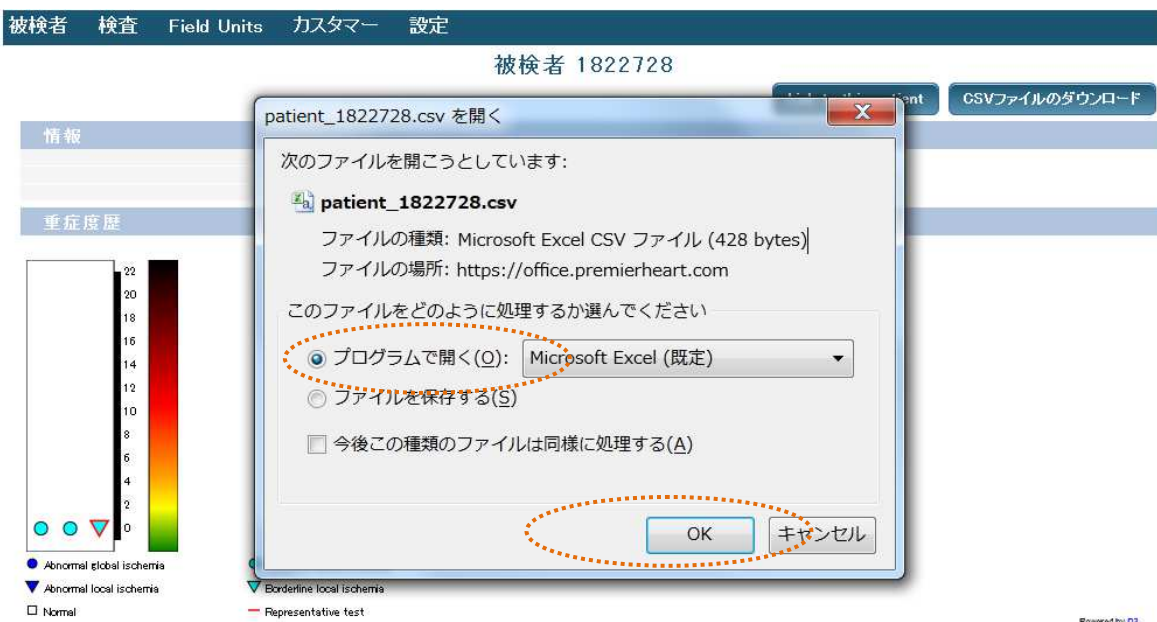 被検者 検査 Field Units カスタマー 設定
被検者 1822728
ent CSVファイルのダウンロード
patient_1822728.csv を開く
情報
次のファイルを開こうとしています:
patient_1822728.csv
ファイルの種類: Microsoft Excel CSV ファイル (428 bytes)
ファイルの場所: https://office.premierheart.com
重症度歴
このファイルをどのように処理するか選んでください
プログラムで開く(O): Microsoft Excel (既定)
ファイルを保存する(S)
今後この種類のファイルは同様に処理する(A)
OK キャンセル
22
20
18
16
14
12
10
8
6
4
2
0
Abnormal global ischemia
Abnormal local ischemia Borderline local ischemia
Normal Representative test
Powered by